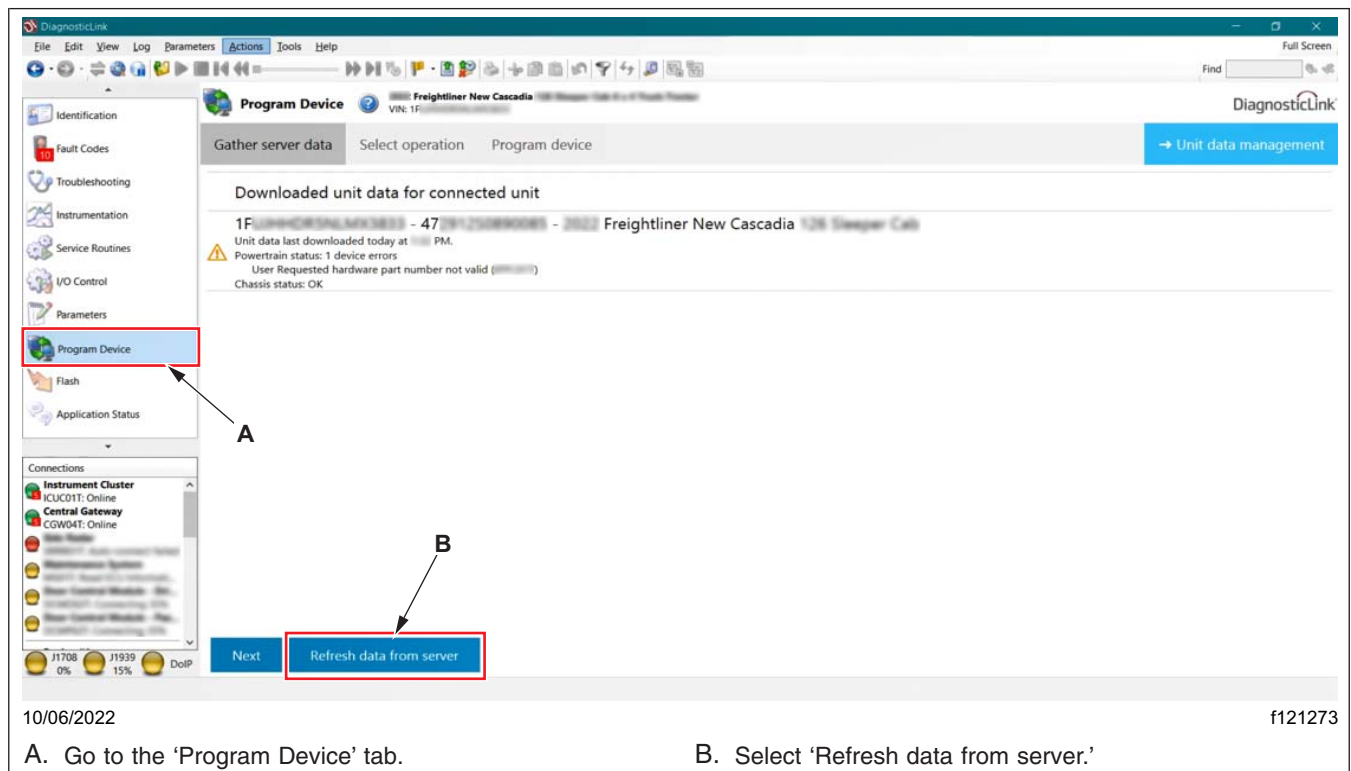 DiagnosticLink
File Edit View Log Parameters Actions Tools Help
Full Screen
Find
Identification
10
Fault Codes
Troubleshooting
Instrumentation
Service Routines
I/O Control
Parameters
Program Device
Flash
Application Status
Program Device
Freightliner New Cascadia
VIN: 1F
DiagnosticLink
Gather server data Select operation Program device
→ Unit data management
Downloaded unit data for connected unit
1F - 47 - Freightliner New Cascadia
Unit data last downloaded today at PM.
Powertrain status: 1 device errors
User Requested hardware part number not valid ( )
Chassis status: OK
A
Connections
Instrument Cluster
ICUC01T: Online
Central Gateway
CGW04T: Online
J1708
0%
J1939
15%
DoIP
B
Next
Refresh data from server
10/06/2022
f121273
A. Go to the ‘Program Device’ tab.
B. Select ‘Refresh data from server.’